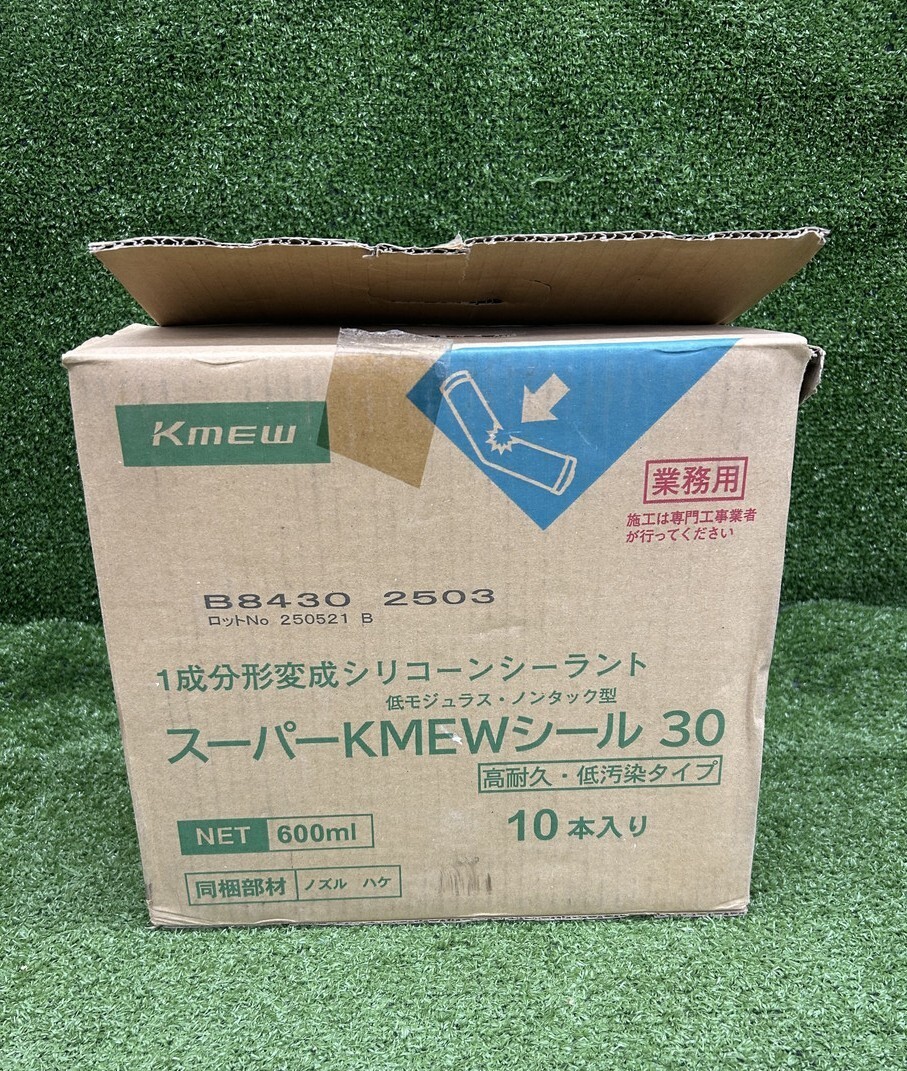 KMEW
業務用
施工は専門工事業者
が行ってください
B8430 2503
ロットNo 250521 B
1成分形変成シリコーンシーラント
低モジュラス・ノンタック型
スーパーKMEWシール 30
高耐久・低汚染タイプ
NET 600ml
10本入り
同梱部材 ノズル ハケ